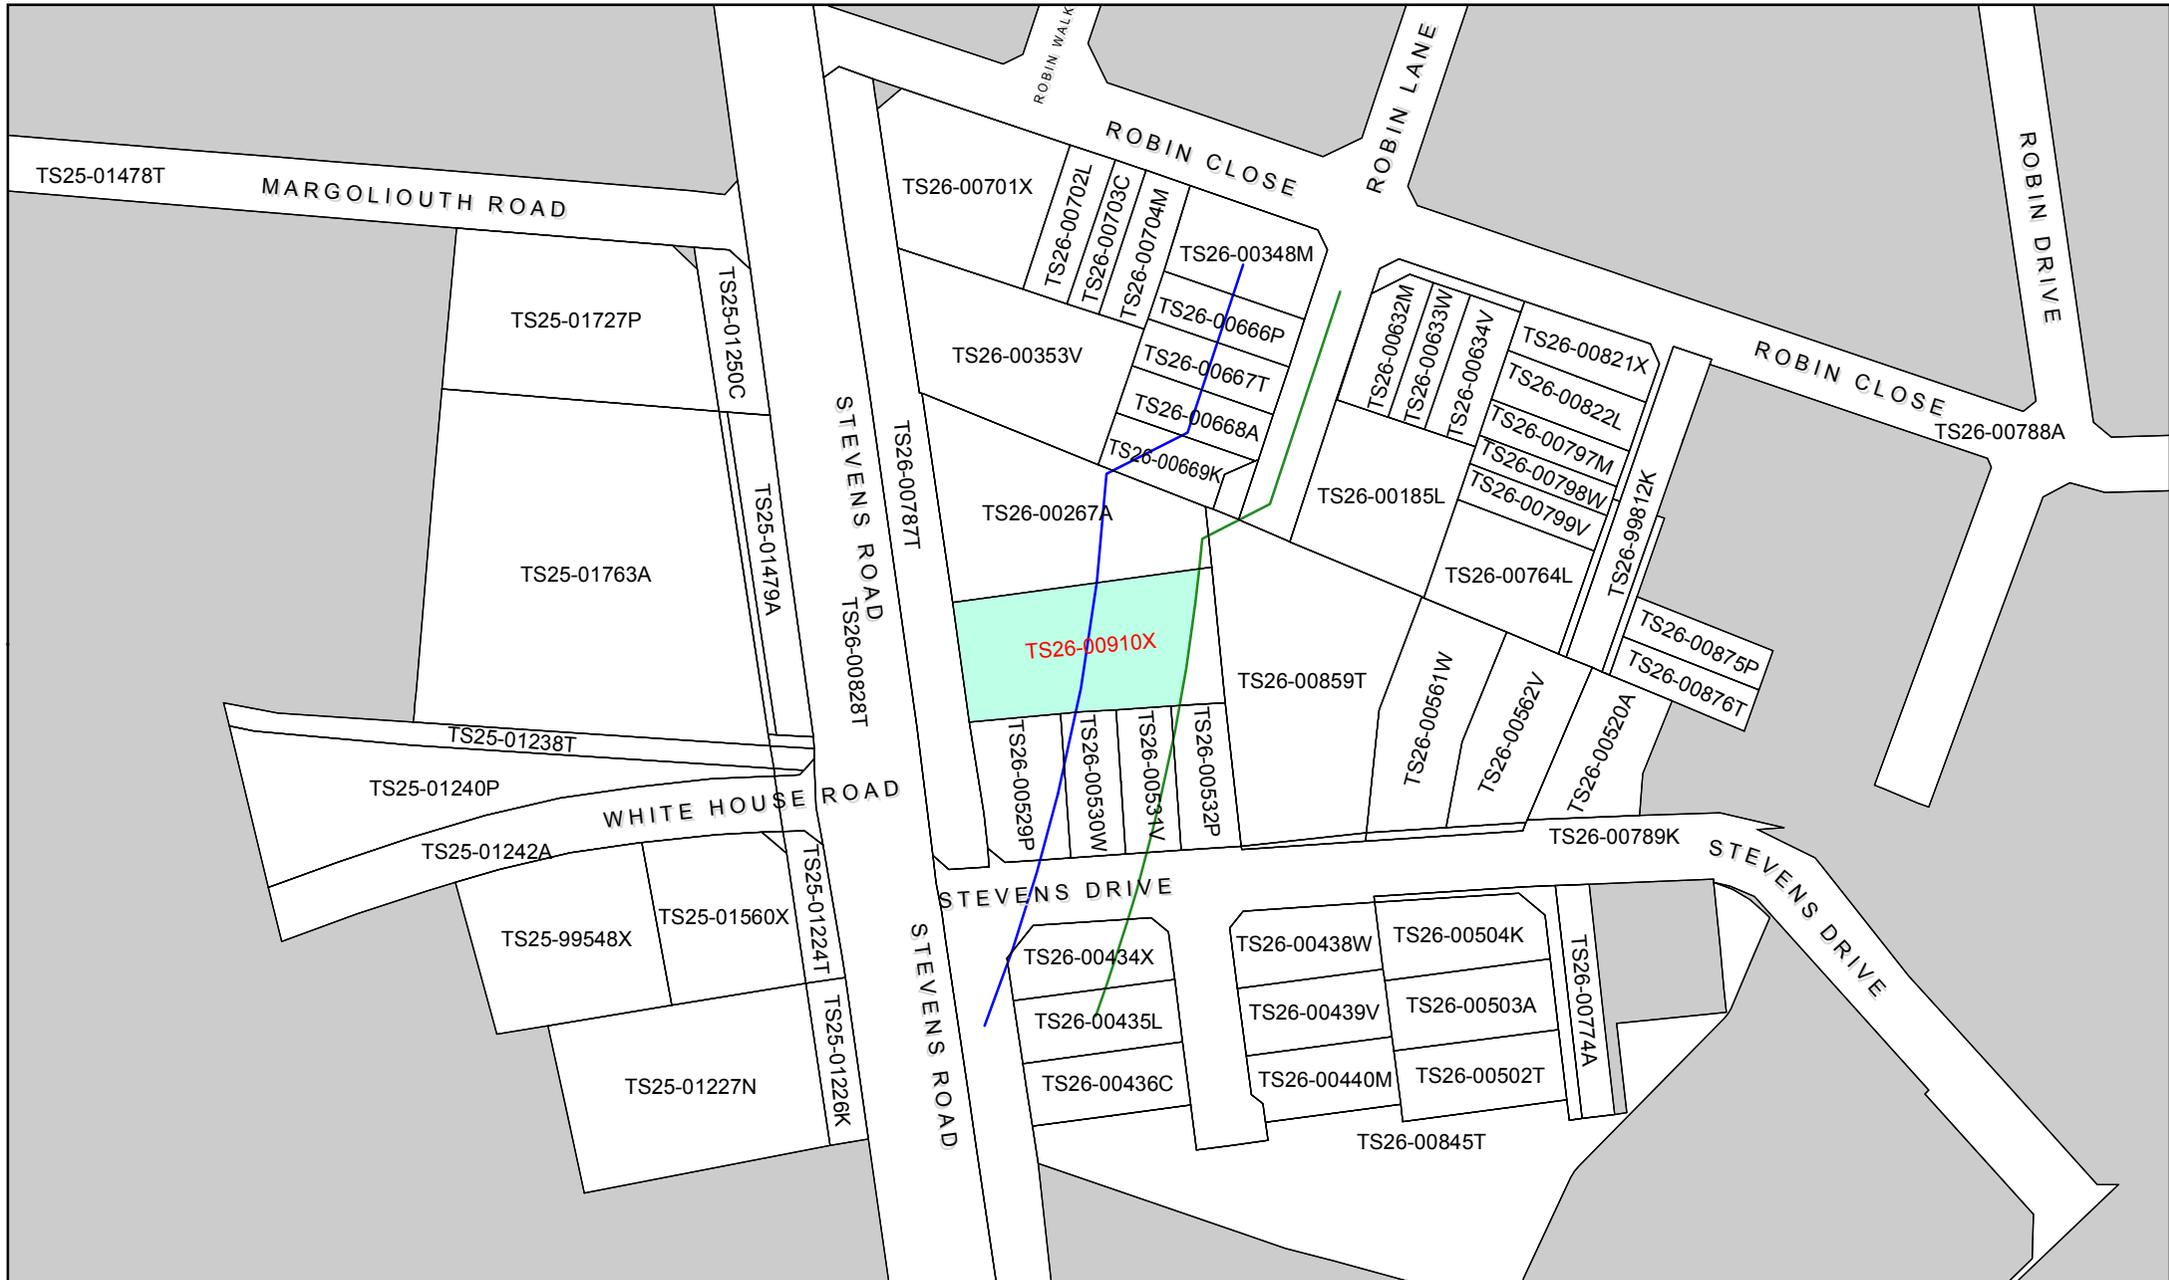 ROBIN WALK
ROBIN LANE
ROBIN DRIVE
TS25-01478T
MARGOLIOUTH ROAD
ROBIN CLOSE
TS26-00701X
TS26-00702L
TS26-00703C
TS26-00704M
TS26-00348M
TS25-01250C
TS25-01727P
TS26-00666P
TS26-00353V
TS26-00667T
TS26-00668A
TS26-00669K
TS26-00632M
TS26-00633W
TS26-00634V
TS26-00821X
TS26-00822L
TS26-00797M
TS26-00798W
TS26-00799V
ROBIN CLOSE
TS26-00788A
STEVENS ROAD
TS26-00787T
TS26-00267A
TS26-00185L
TS26-99812K
TS25-01763A
TS25-01479A
TS26-00764L
TS26-00828T
TS26-00910X
TS26-00859T
TS26-00875P
TS26-00876T
TS26-00561W
TS26-00562V
TS26-00520A
TS25-01238T
TS25-01240P
WHITE HOUSE ROAD
TS26-00529P
TS26-00530W
TS26-00531V
TS26-00532P
TS25-01242A
TS26-00789K
STEVENS DRIVE
STEVENS DRIVE
TS25-99548X
TS25-01560X
TS25-01224T
STEVENS ROAD
TS26-00434X
TS26-00438W
TS26-00504K
TS26-00774A
TS26-00435L
TS26-00439V
TS26-00503A
TS25-01227N
TS25-01226K
TS26-00436C
TS26-00440M
TS26-00502T
TS26-00845T